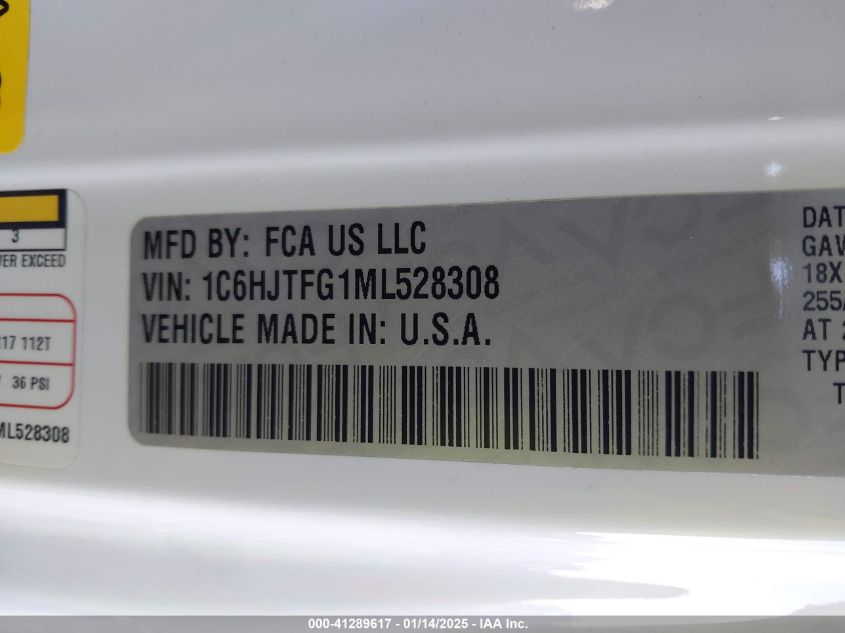 3
VER EXCEED
17 112T
36 PSI
ML528308
MFD BY: FCA US LLC
VIN: 1C6HJTFG1ML528308
VEHICLE MADE IN: U.S.A.
DAT
GAV
18X
255/
AT 2
TYP
T
000-41289617 - 01/14/2025 - IAA Inc.